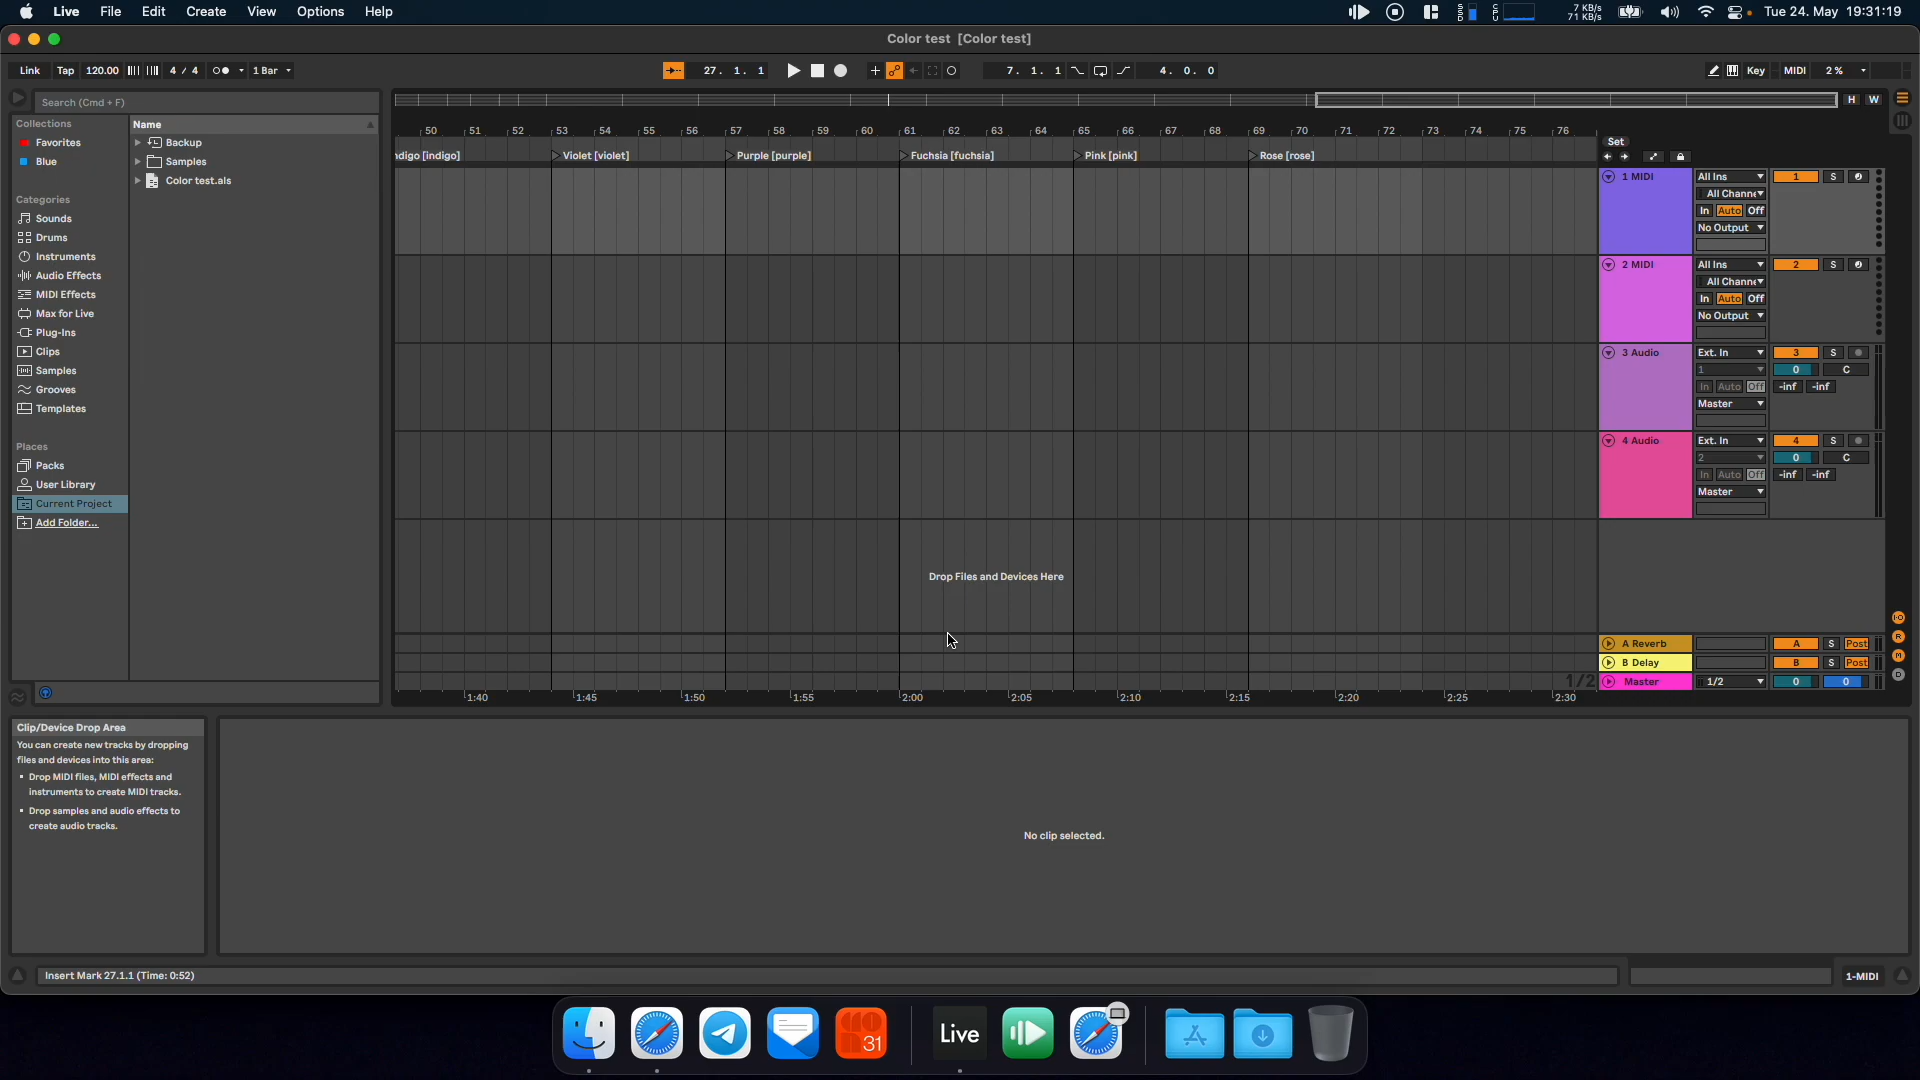 Live File Edit Create View Options Help
SSD CPU 7 KB/s 71 KB/s Tue 24. May 19:31:19
Color test [Color test]
Link Tap 120.00 4 / 4 1 Bar
27. 1. 1 7. 1. 1 4. 0. 0
Key MIDI 2 %
Search (Cmd + F)
H W
Collections
Favorites
Blue
Categories
Sounds
Drums
Instruments
Audio Effects
MIDI Effects
Max for Live
Plug-Ins
Clips
Samples
Grooves
Templates
Places
Packs
User Library
Current Project
Add Folder...
Name
Backup
Samples
Color test.als
50 51 52 53 54 55 56 57 58 59 60 61 62 63 64 65 66 67 68 69 70 71 72 73 74 75 76
ndigo [indigo] Violet [violet] Purple [purple] Fuchsia [fuchsia] Pink [pink] Rose [rose]
Set
1 MIDI All Ins 1 S
All Channe
In Auto Off
No Output
2 MIDI All Ins 2 S
All Channe
In Auto Off
No Output
3 Audio Ext. In 3 S
1 0 C
In Auto Off -inf -inf
Master
4 Audio Ext. In 4 S
2 0 C
In Auto Off -inf -inf
Master
Drop Files and Devices Here
A Reverb A S Post
B Delay B S Post
1/2 Master 1/2 0 0
I·O
R
M
D
1:40 1:45 1:50 1:55 2:00 2:05 2:10 2:15 2:20 2:25 2:30
Clip/Device Drop Area
You can create new tracks by dropping
files and devices into this area:
• Drop MIDI files, MIDI effects and
instruments to create MIDI tracks.
• Drop samples and audio effects to
create audio tracks.
No clip selected.
Insert Mark 27.1.1 (Time: 0:52)
1-MIDI
31
Live